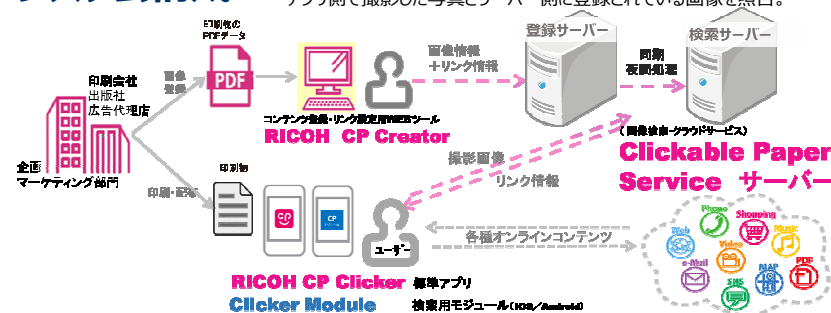 アプリ側で撮影した写真とサーバー側に登録されている画像を照合。
印刷物の
PDFデータ
画像
登録
PDF
印刷会社
出版社
広告代理店
企画
マーケティング部門
印刷・配布
印刷物
コンテンツ登録・リンク設定用WEBツール
RICOH CP Creator
画像情報
＋リンク情報
登録サーバー
同期
夜間処理
検索サーバー
(画像検索・クラウドサービス)
Clickable Paper
Service サーバー
撮影画像
リンク情報
CP
ユーザー
各種オンラインコンテンツ
Phone
Shopping
Web
Music
Video
e-Mail
MAP
PDF
SNS
RICOH CP Clicker 標準アプリ
Clicker Module 検索用モジュール(iOS／Android)